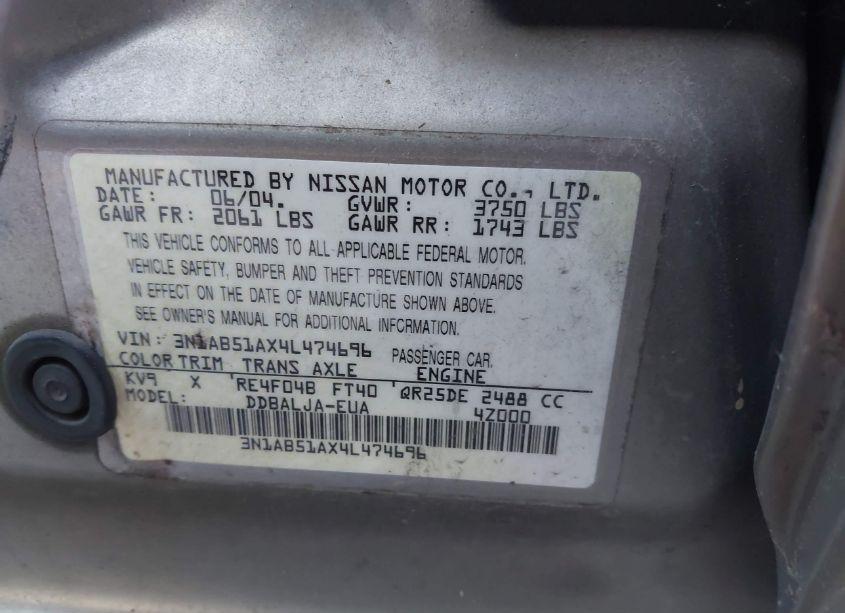 MANUFACTURED BY NISSAN MOTOR CO., LTD.
DATE: 06/04. GVWR: 3750 LBS
GAWR FR: 2061 LBS GAWR RR: 1743 LBS
THIS VEHICLE CONFORMS TO ALL APPLICABLE FEDERAL MOTOR.
VEHICLE SAFETY, BUMPER AND THEFT PREVENTION STANDARDS
IN EFFECT ON THE DATE OF MANUFACTURE SHOWN ABOVE.
SEE OWNER'S MANUAL FOR ADDITIONAL INFORMATION.
VIN: 3N1AB51AX4L474696 PASSENGER CAR.
COLOR TRIM TRANS AXLE ENGINE
KV9 X 'RE4F04B FT40 'QR25DE 2488 CC
MODEL: DDBALJA-EUA 4Z000
3N1AB51AX4L474696